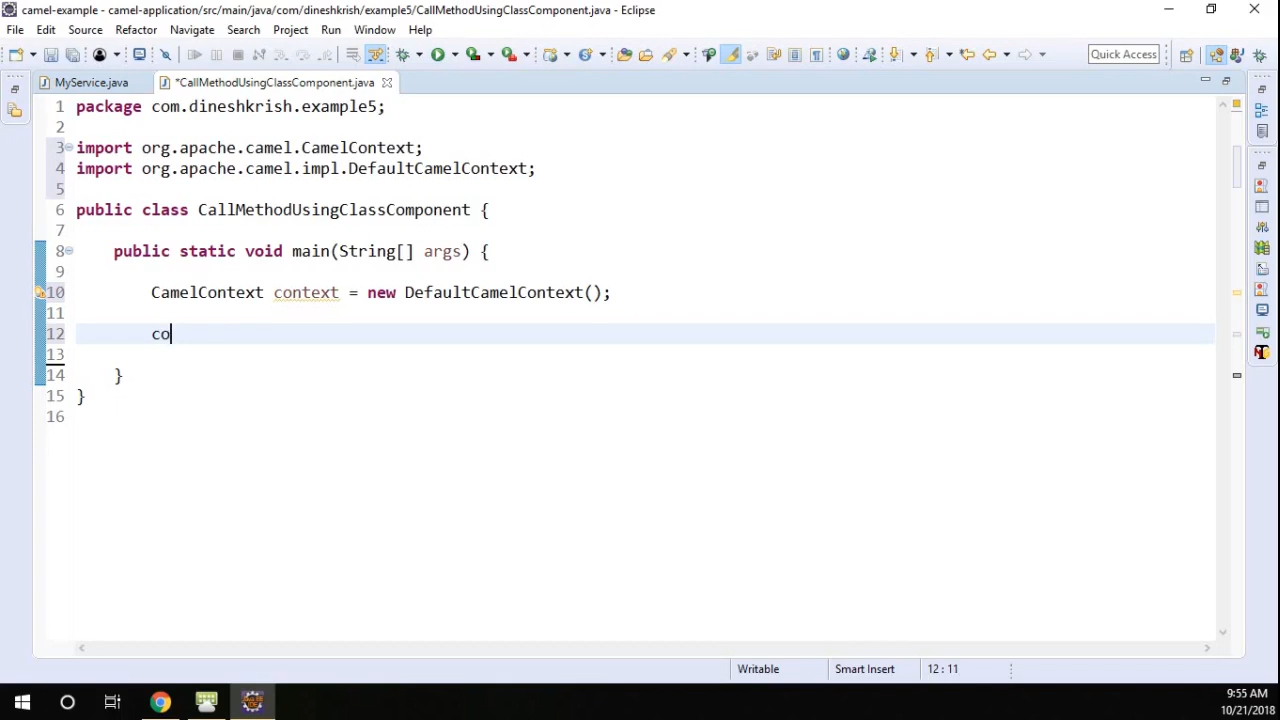 camel-example - camel-application/src/main/java/com/dineshkrish/example5/CallMethodUsingClassComponent.java - Eclipse
File Edit Source Refactor Navigate Search Project Run Window Help
Quick Access
MyService.java *CallMethodUsingClassComponent.java
1 package com.dineshkrish.example5;
2
3 import org.apache.camel.CamelContext;
4 import org.apache.camel.impl.DefaultCamelContext;
5
6 public class CallMethodUsingClassComponent {
7
8 public static void main(String[] args) {
9
10 CamelContext context = new DefaultCamelContext();
11
12 co
13
14 }
15 }
16
Writable Smart Insert 12 : 11
9:55 AM
10/21/2018